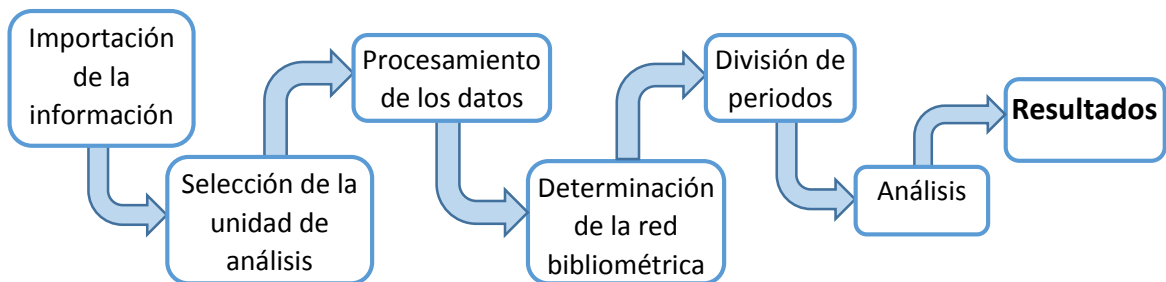 Importación
de la
información
Selección de la
unidad de
análisis
Procesamiento
de los datos
Determinación
de la red
bibliométrica
División de
periodos
Análisis
Resultados